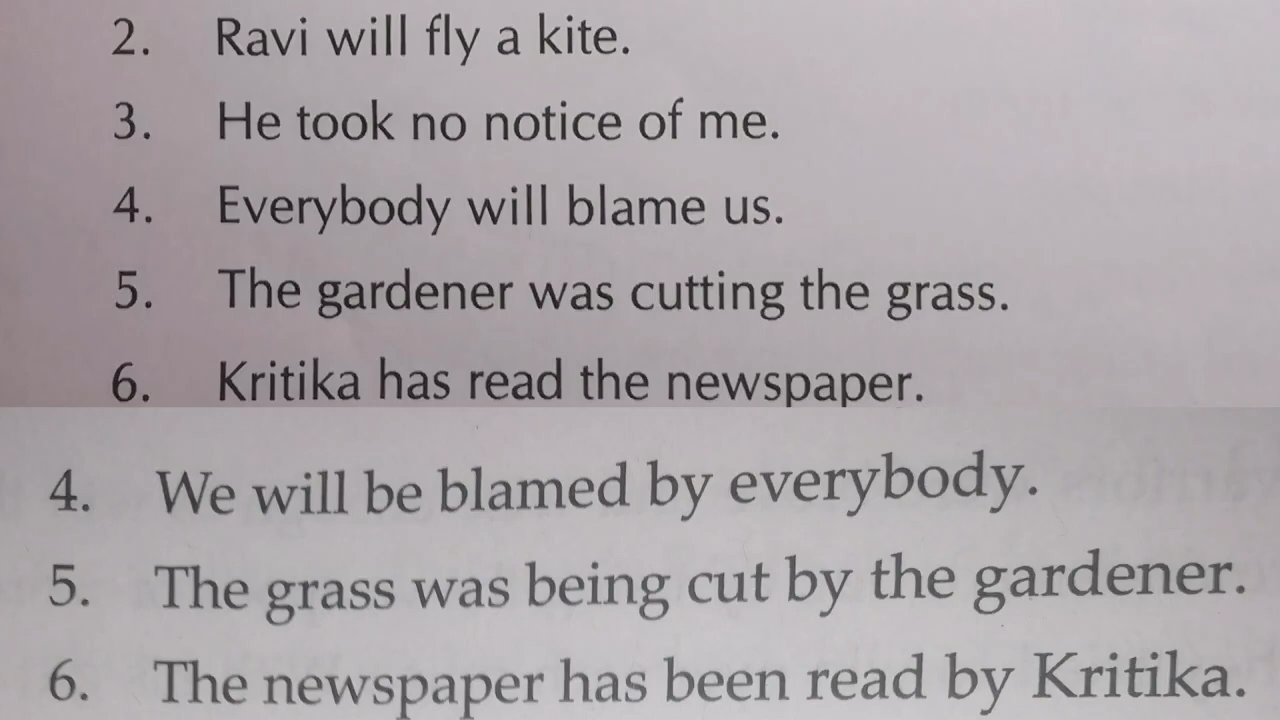 2. Ravi will fly a kite.
3. He took no notice of me.
4. Everybody will blame us.
5. The gardener was cutting the grass.
6. Kritika has read the newspaper.
4. We will be blamed by everybody.
5. The grass was being cut by the gardener.
6. The newspaper has been read by Kritika.